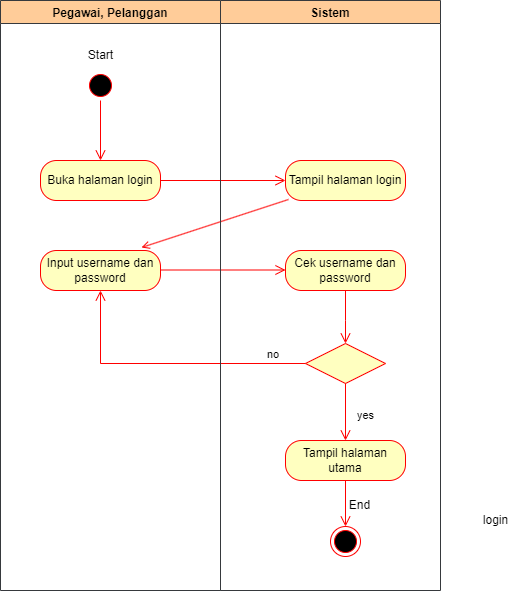 Pegawai, Pelanggan
Sistem
Start
Buka halaman login
Tampil halaman login
Input username dan
password
Cek username dan
password
no
yes
Tampil halaman
utama
End
login